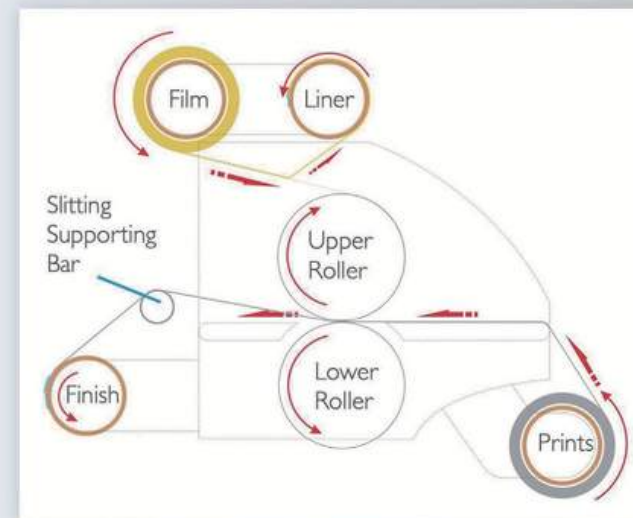 Film
Liner
Slitting
Supporting
Bar
Upper
Roller
Lower
Roller
Finish
Prints